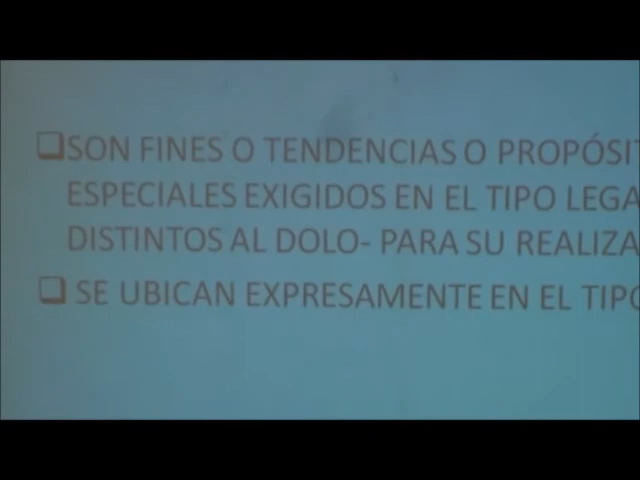 SON FINES O TENDENCIAS O PROPÓSIT
ESPECIALES EXIGIDOS EN EL TIPO LEGA
DISTINTOS AL DOLO- PARA SU REALIZA
SE UBICAN EXPRESAMENTE EN EL TIPO